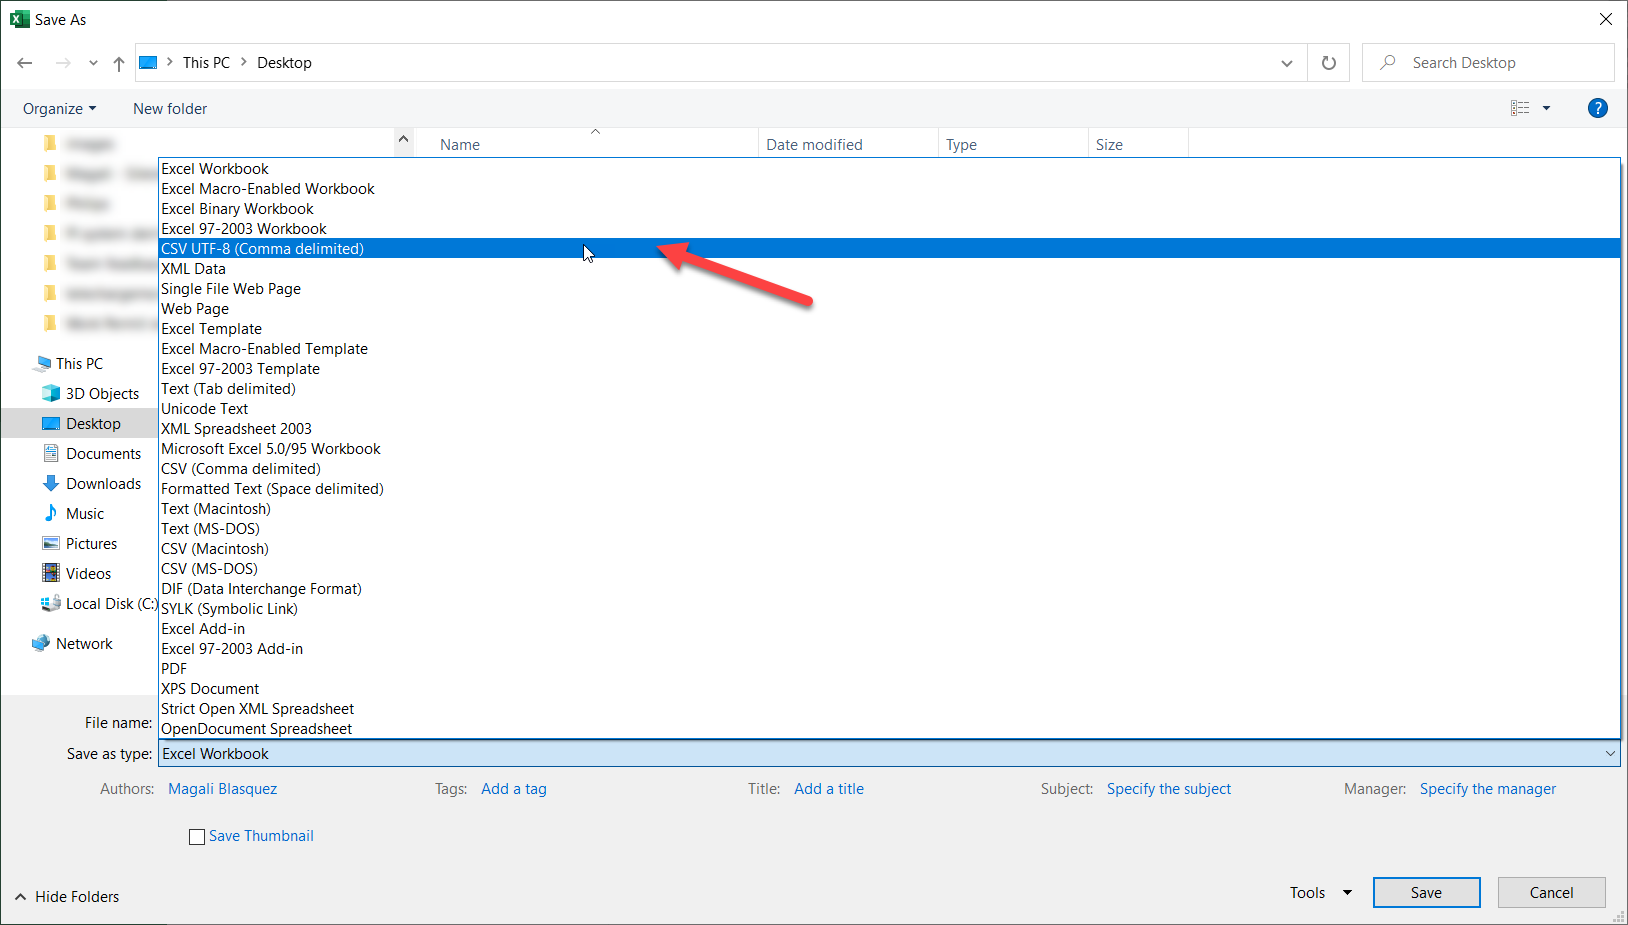 Save As
This PC
Desktop
Search Desktop
Organize
New folder
?
Name
Date modified
Type
Size
Excel Workbook
Excel Macro-Enabled Workbook
Excel Binary Workbook
Excel 97-2003 Workbook
CSV UTF-8 (Comma delimited)
XML Data
Single File Web Page
Web Page
Excel Template
Excel Macro-Enabled Template
Excel 97-2003 Template
Text (Tab delimited)
Unicode Text
XML Spreadsheet 2003
Microsoft Excel 5.0/95 Workbook
CSV (Comma delimited)
Formatted Text (Space delimited)
Text (Macintosh)
Text (MS-DOS)
CSV (Macintosh)
CSV (MS-DOS)
DIF (Data Interchange Format)
SYLK (Symbolic Link)
Excel Add-in
Excel 97-2003 Add-in
PDF
XPS Document
Strict Open XML Spreadsheet
OpenDocument Spreadsheet
This PC
3D Objects
Desktop
Documents
Downloads
Music
Pictures
Videos
Local Disk (C:)
Network
File name:
Save as type: Excel Workbook
Authors: Magali Blasquez
Tags: Add a tag
Title: Add a title
Subject: Specify the subject
Manager: Specify the manager
Save Thumbnail
Hide Folders
Tools
Save
Cancel